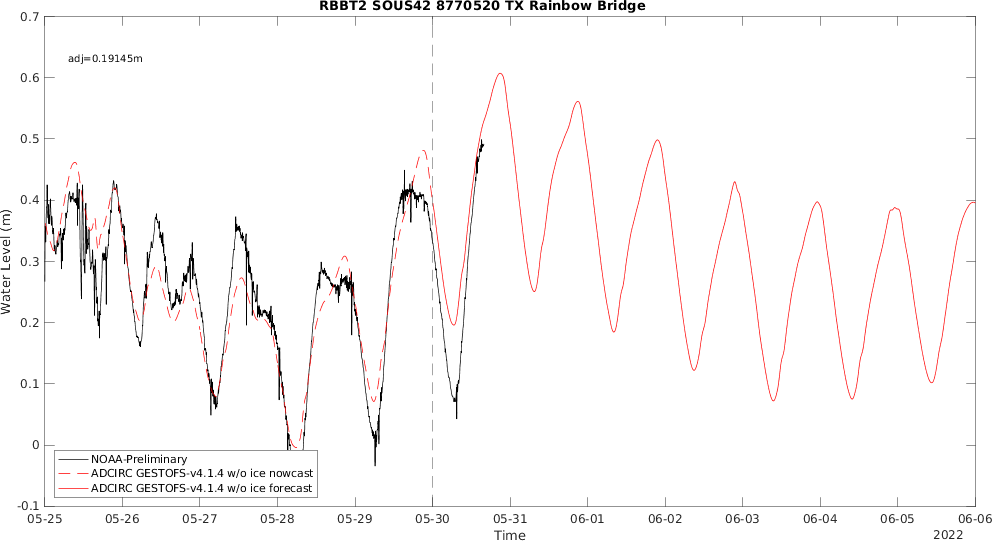 RBBT2 SOUS42 8770520 TX Rainbow Bridge
0.7
adj=0.19145m
0.6
0.5
0.4
0.3
0.2
0.1
0
-0.1
Water Level (m)
NOAA-Preliminary
ADCIRC GESTOFS-v4.1.4 w/o ice nowcast
ADCIRC GESTOFS-v4.1.4 w/o ice forecast
05-25 05-26 05-27 05-28 05-29 05-30 05-31 06-01 06-02 06-03 06-04 06-05 06-06
Time
2022